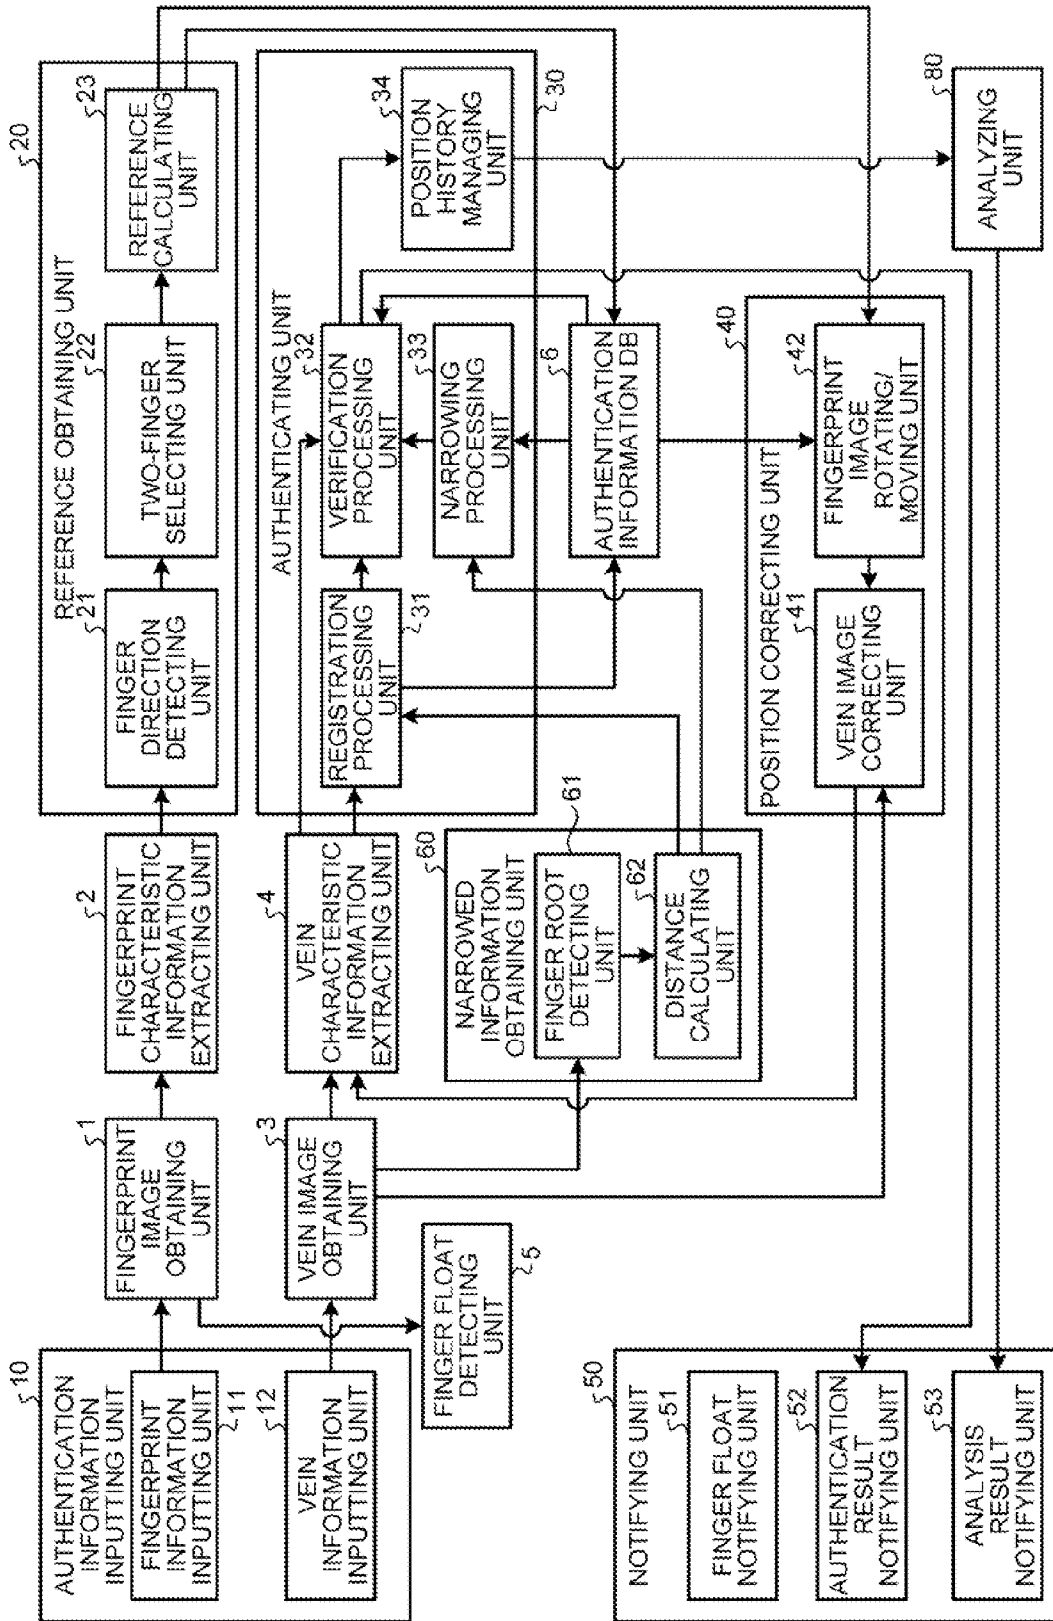 10
AUTHENTICATION
INFORMATION
INPUTTING UNIT
FINGERPRINT
INFORMATION
INPUTTING UNIT
11
12
VEIN
INFORMATION
INPUTTING UNIT
1
FINGERPRINT
IMAGE
OBTAINING
UNIT
2
FINGERPRINT
CHARACTERISTIC
INFORMATION
EXTRACTING UNIT
20
REFERENCE OBTAINING UNIT
21
FINGER
DIRECTION
DETECTING
UNIT
22
TWO-FINGER
SELECTING UNIT
23
REFERENCE
CALCULATING
UNIT
3
VEIN IMAGE
OBTAINING
UNIT
4
VEIN
CHARACTERISTIC
INFORMATION
EXTRACTING UNIT
FINGER FLOAT
DETECTING
UNIT
5
AUTHENTICATING UNIT
30
REGISTRATION
PROCESSING
UNIT
31
32
VERIFICATION
PROCESSING
UNIT
33
NARROWING
PROCESSING
UNIT
34
POSITION
HISTORY
MANAGING
UNIT
6
AUTHENTICATION
INFORMATION DB
60
NARROWED
INFORMATION
OBTAINING UNIT
61
FINGER ROOT
DETECTING
UNIT
62
DISTANCE
CALCULATING
UNIT
40
POSITION CORRECTING UNIT
41
VEIN IMAGE
CORRECTING
UNIT
42
FINGERPRINT
IMAGE
ROTATING/
MOVING UNIT
80
ANALYZING
UNIT
50
NOTIFYING UNIT
51
FINGER FLOAT
NOTIFYING UNIT
52
AUTHENTICATION
RESULT
NOTIFYING UNIT
53
ANALYSIS
RESULT
NOTIFYING UNIT